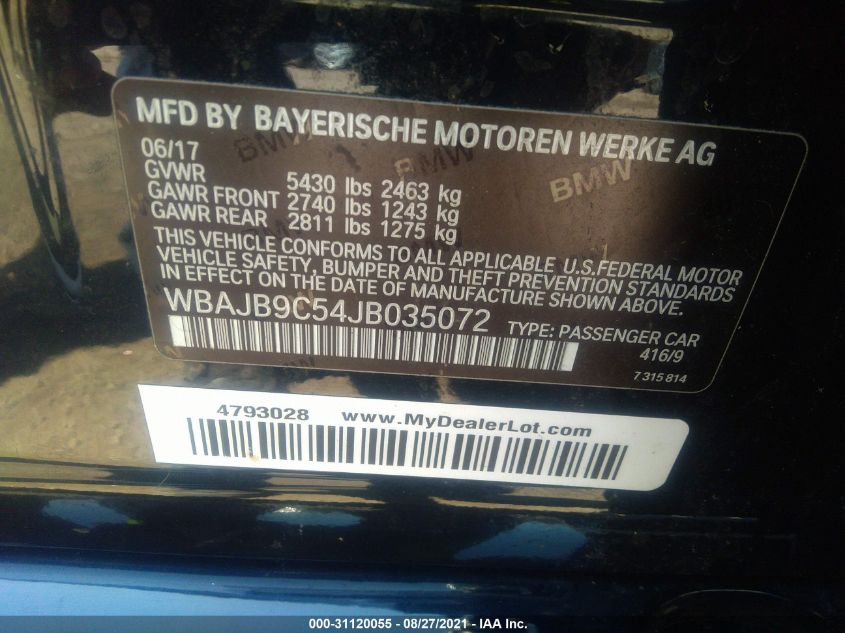 MFD BY BAYERISCHE MOTOREN WERKE AG
06/17
GVWR 5430 lbs 2463 kg
GAWR FRONT 2740 lbs 1243 kg
GAWR REAR 2811 lbs 1275 kg
THIS VEHICLE CONFORMS TO ALL APPLICABLE U.S.FEDERAL MOTOR
VEHICLE SAFETY, BUMPER AND THEFT PREVENTION STANDARDS
IN EFFECT ON THE DATE OF MANUFACTURE SHOWN ABOVE.
WBAJB9C54JB035072 TYPE: PASSENGER CAR
416/9
7 315 814
BMW
BMW
BMW
4793028 www.MyDealerLot.com
000-31120055 - 08/27/2021 - IAA Inc.